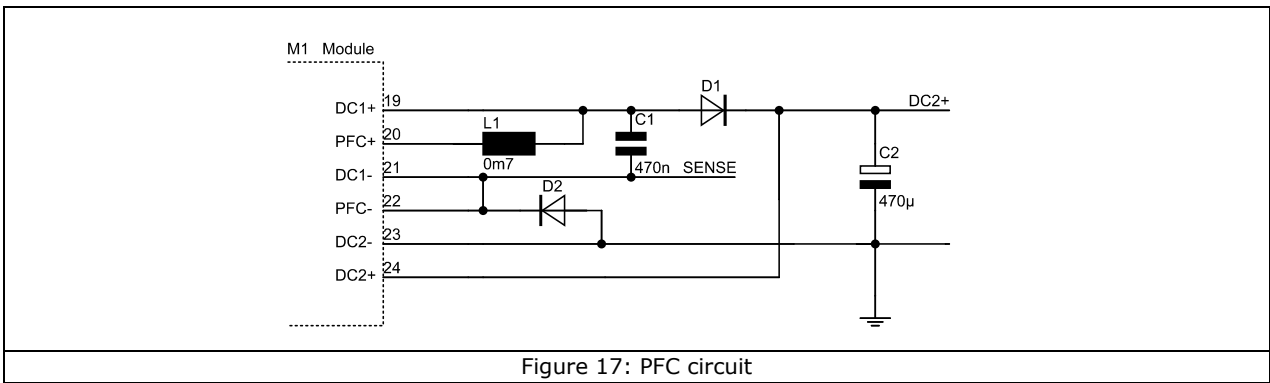 M1 Module
DC1+ 19
PFC+ 20
DC1- 21
PFC- 22
DC2- 23
DC2+ 24
L1
0m7
C1
470n
SENSE
D1
D2
DC2+
C2
470µ
Figure 17: PFC circuit